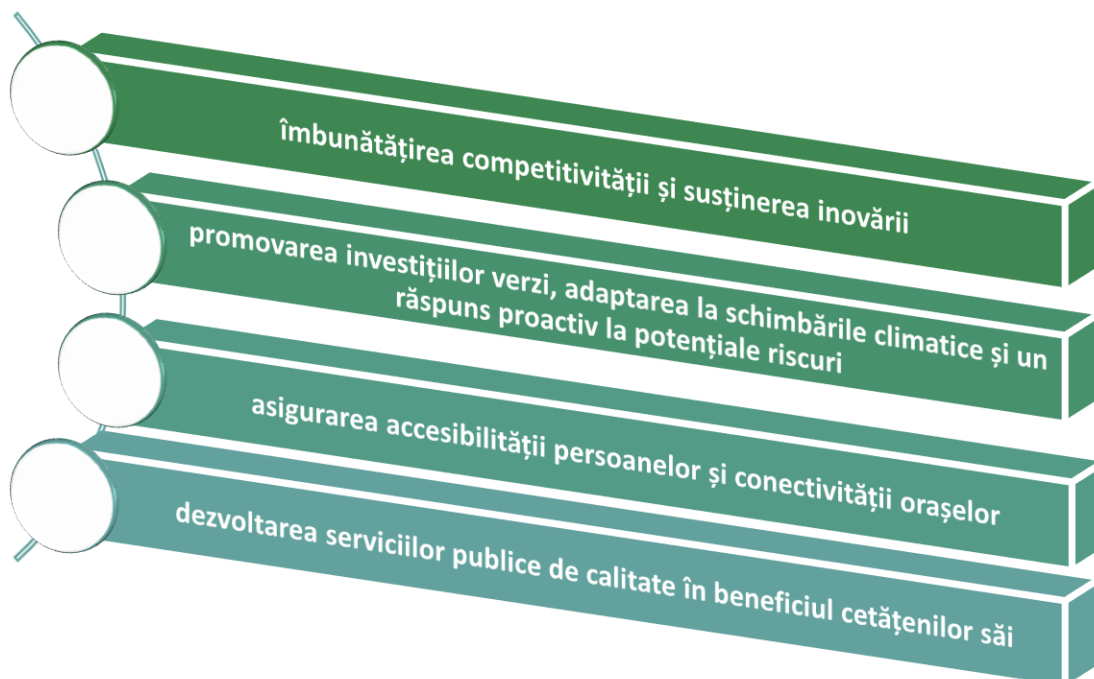 îmbunătățirea competitivității și susținerea inovării
promovarea investițiilor verzi, adaptarea la schimbările climatice și un
răspuns proactiv la potențiale riscuri
asigurarea accesibilității persoanelor și conectivității orașelor
dezvoltarea serviciilor publice de calitate în beneficiul cetățenilor săi